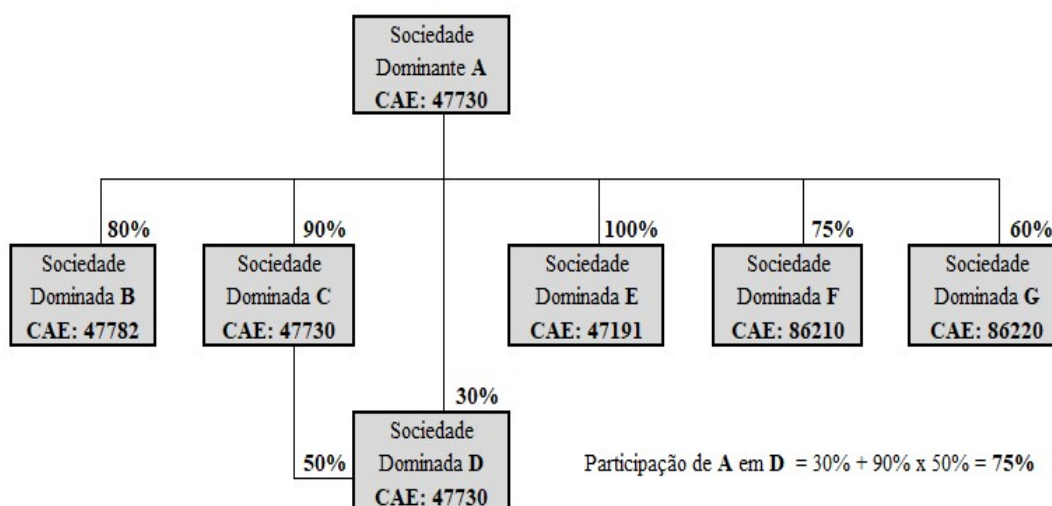 Sociedade
Dominante A
CAE: 47730
80%
90%
100%
75%
60%
Sociedade
Dominada B
CAE: 47782
Sociedade
Dominada C
CAE: 47730
Sociedade
Dominada E
CAE: 47191
Sociedade
Dominada F
CAE: 86210
Sociedade
Dominada G
CAE: 86220
30%
50%
Sociedade
Dominada D
CAE: 47730
Participação de A em D = 30% + 90% x 50% = 75%